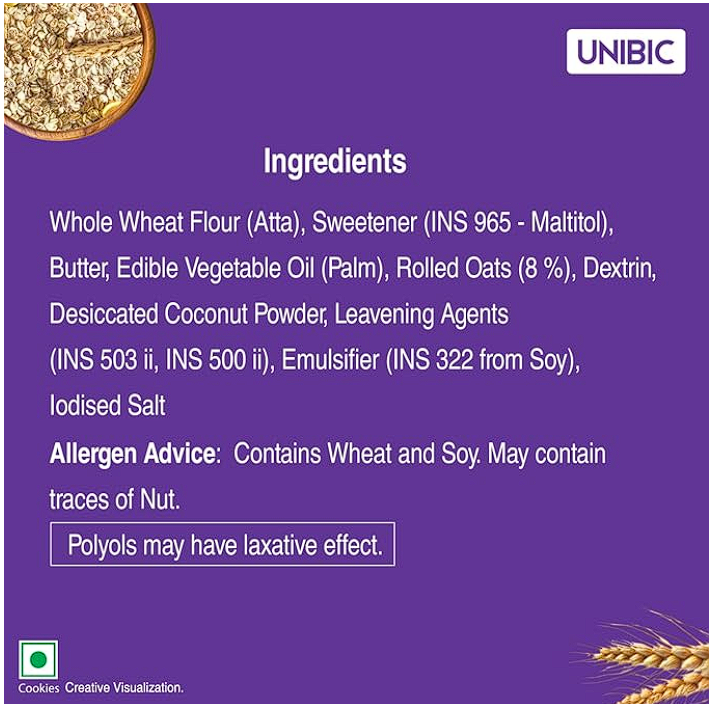 UNIBIC
Ingredients
Whole Wheat Flour (Atta), Sweetener (INS 965 - Maltitol),
Butter, Edible Vegetable Oil (Palm), Rolled Oats (8 %), Dextrin,
Desiccated Coconut Powder, Leavening Agents
(INS 503 ii, INS 500 ii), Emulsifier (INS 322 from Soy),
Iodised Salt
Allergen Advice: Contains Wheat and Soy. May contain
traces of Nut.
Polyols may have laxative effect.
Cookies Creative Visualization.